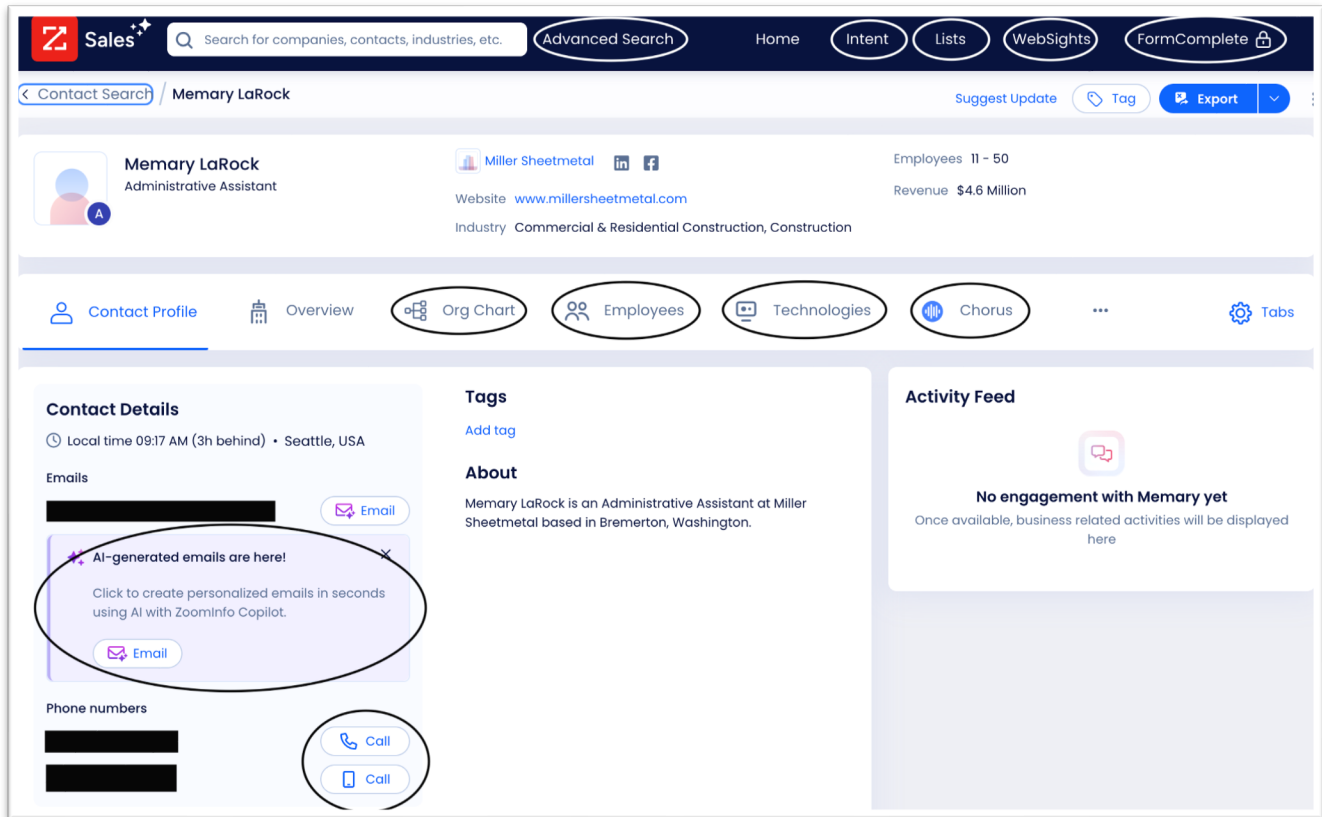 Sales
Search for companies, contacts, industries, etc.
Advanced Search
Home
Intent
Lists
WebSights
FormComplete
Contact Search / Memary LaRock
Suggest Update
Tag
Export
Memary LaRock
Administrative Assistant
A
Miller Sheetmetal
Website www.millersheetmetal.com
Industry Commercial & Residential Construction, Construction
Employees 11 - 50
Revenue $4.6 Million
Contact Profile
Overview
Org Chart
Employees
Technologies
Chorus
Tabs
Contact Details
Local time 09:17 AM (3h behind) • Seattle, USA
Emails
Email
AI-generated emails are here!
Click to create personalized emails in seconds
using AI with ZoomInfo Copilot.
Email
Phone numbers
Call
Call
Tags
Add tag
About
Memary LaRock is an Administrative Assistant at Miller
Sheetmetal based in Bremerton, Washington.
Activity Feed
No engagement with Memary yet
Once available, business related activities will be displayed
here